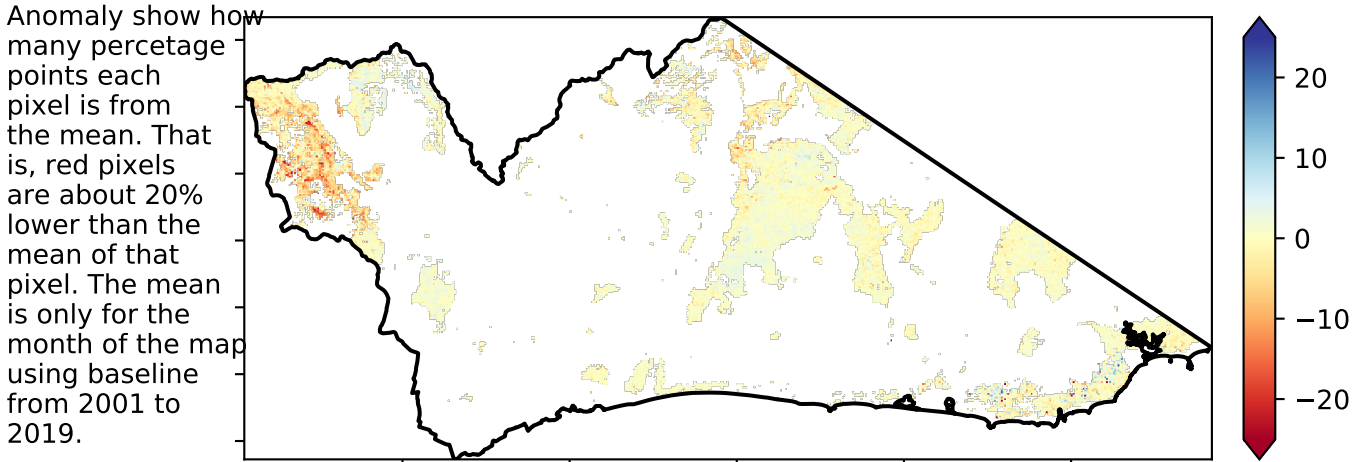 Anomaly show how
many percetage
points each
pixel is from
the mean. That
is, red pixels
are about 20%
lower than the
mean of that
pixel. The mean
is only for the
month of the map
using baseline
from 2001 to
2019.
20
10
0
−10
−20